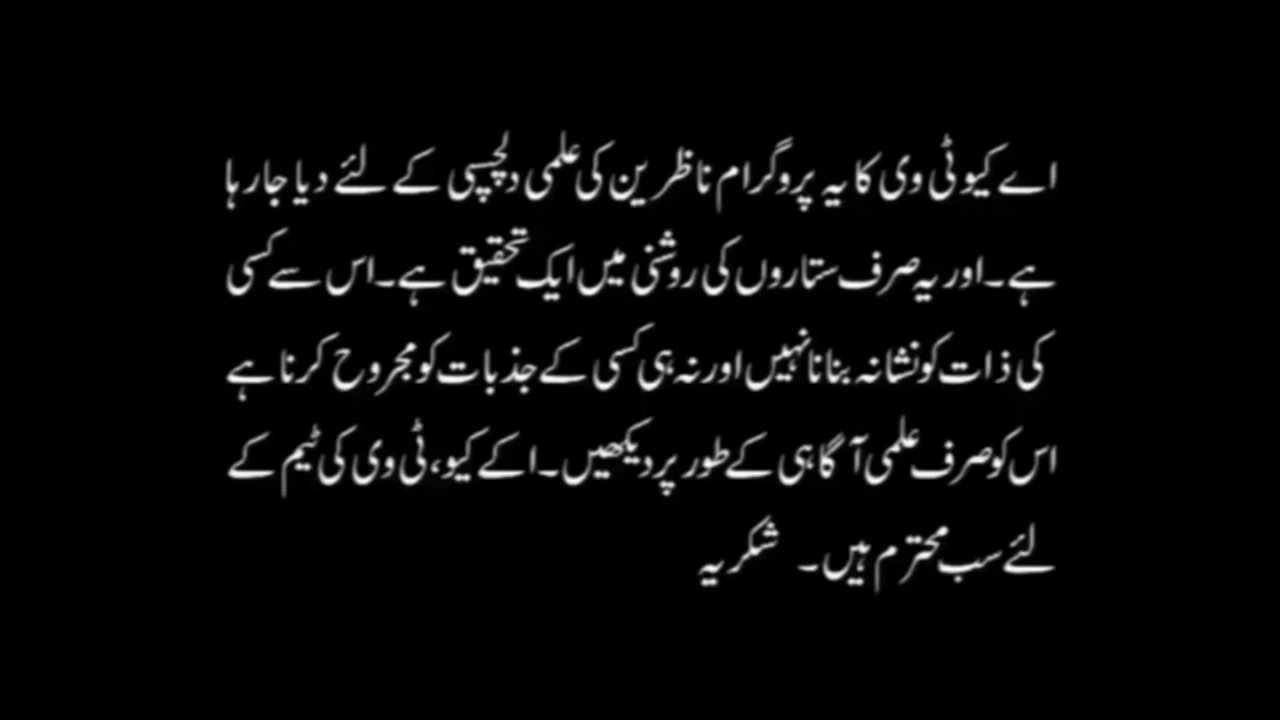 اے کیو ٹی وی کا یہ پروگرام ناظرین کی علمی دلچسپی کے لئے دیا جارہا
ہے۔ اور یہ صرف ستاروں کی روشنی میں ایک تحقیق ہے۔ اس سے کسی
کی ذات کو نشانہ بنانا نہیں اور نہ ہی کسی کے جذبات کو مجروح کرنا ہے
اس کو صرف علمی آگاہی کے طور پر دیکھیں۔ اکے کیو، ٹی وی کی ٹیم کے
لئے سب محترم ہیں۔ شکریہ